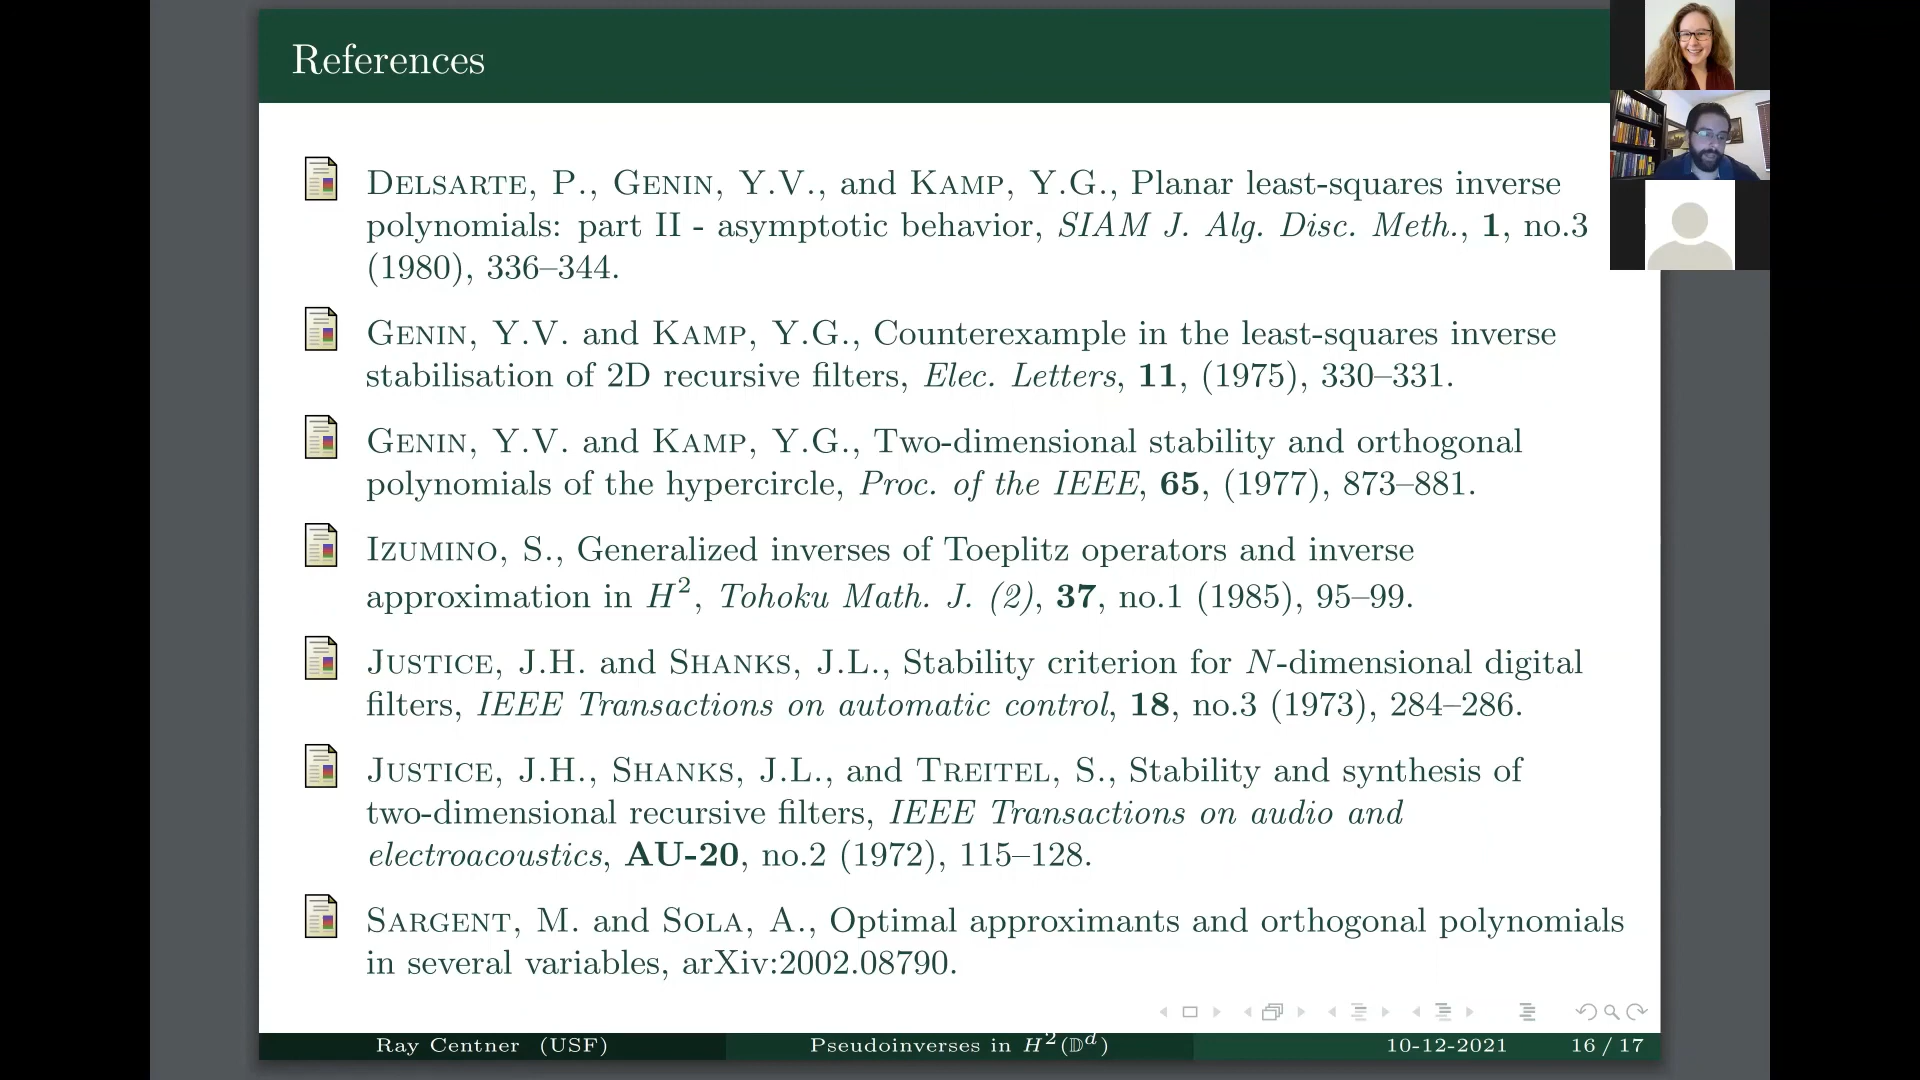 References
Delsarte, P., Genin, Y.V., and Kamp, Y.G., Planar least-squares inverse
polynomials: part II - asymptotic behavior, SIAM J. Alg. Disc. Meth., 1, no.3
(1980), 336–344.
Genin, Y.V. and Kamp, Y.G., Counterexample in the least-squares inverse
stabilisation of 2D recursive filters, Elec. Letters, 11, (1975), 330–331.
Genin, Y.V. and Kamp, Y.G., Two-dimensional stability and orthogonal
polynomials of the hypercircle, Proc. of the IEEE, 65, (1977), 873–881.
Izumino, S., Generalized inverses of Toeplitz operators and inverse
approximation in H², Tohoku Math. J. (2), 37, no.1 (1985), 95–99.
Justice, J.H. and Shanks, J.L., Stability criterion for N-dimensional digital
filters, IEEE Transactions on automatic control, 18, no.3 (1973), 284–286.
Justice, J.H., Shanks, J.L., and Treitel, S., Stability and synthesis of
two-dimensional recursive filters, IEEE Transactions on audio and
electroacoustics, AU-20, no.2 (1972), 115–128.
Sargent, M. and Sola, A., Optimal approximants and orthogonal polynomials
in several variables, arXiv:2002.08790.
Ray Centner (USF) Pseudoinverses in H²(𝔻ᵈ) 10-12-2021 16 / 17